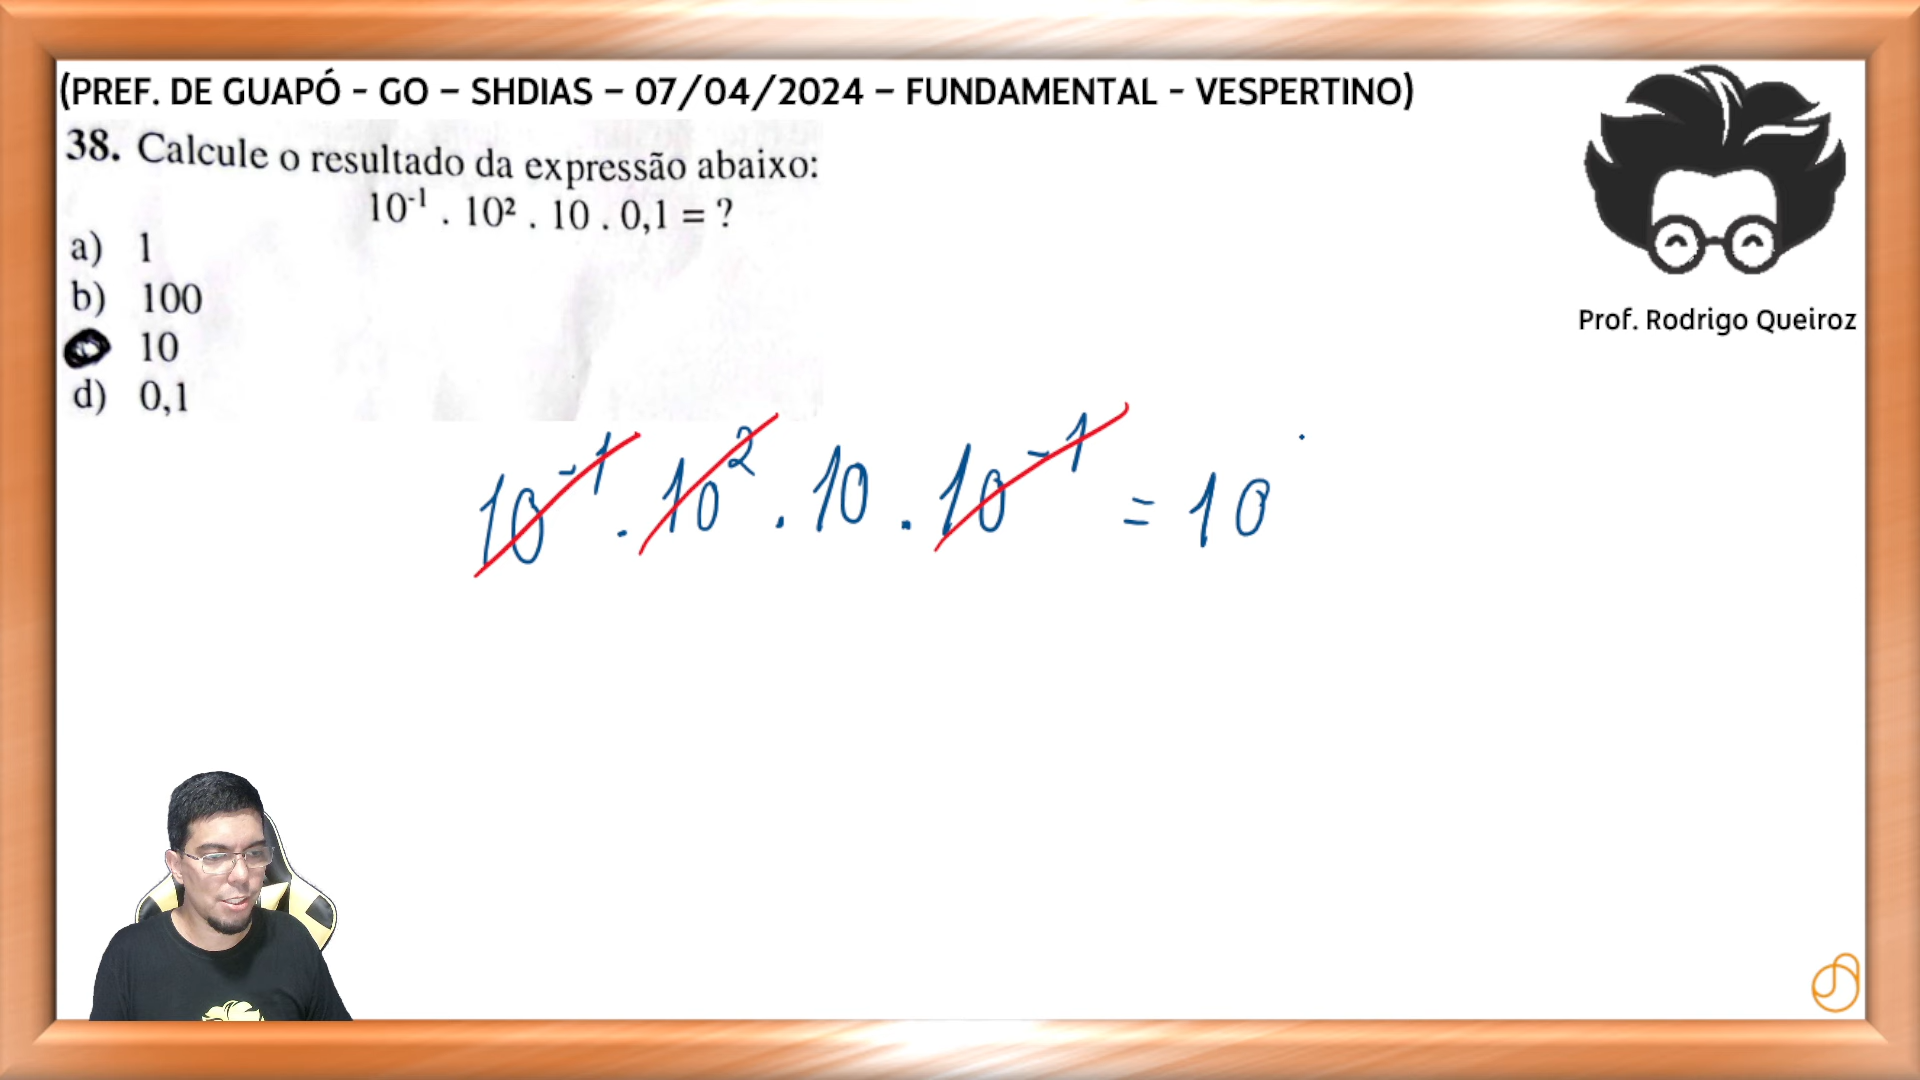 (PREF. DE GUAPÓ - GO – SHDIAS – 07/04/2024 – FUNDAMENTAL - VESPERTINO)
38. Calcule o resultado da expressão abaixo:
10⁻¹ . 10² . 10 . 0,1 = ?
a) 1
b) 100
10
d) 0,1
Prof. Rodrigo Queiroz
10⁻¹ . 10² . 10 . 10⁻¹ = 10